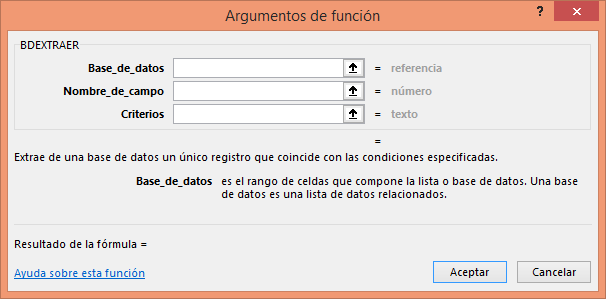 Argumentos de función
?
BDEXTRAER
Base_de_datos = referencia
Nombre_de_campo = número
Criterios = texto
=
Extrae de una base de datos un único registro que coincide con las condiciones especificadas.
Base_de_datos es el rango de celdas que compone la lista o base de datos. Una base
de datos es una lista de datos relacionados.
Resultado de la fórmula =
Ayuda sobre esta función Aceptar Cancelar